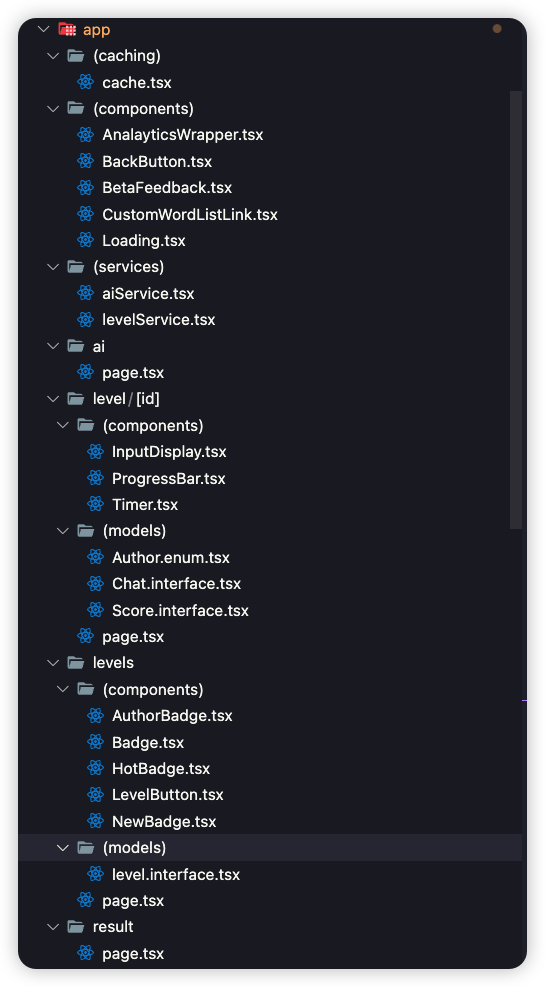 app
(caching)
cache.tsx
(components)
AnalayticsWrapper.tsx
BackButton.tsx
BetaFeedback.tsx
CustomWordListLink.tsx
Loading.tsx
(services)
aiService.tsx
levelService.tsx
ai
page.tsx
level / [id]
(components)
InputDisplay.tsx
ProgressBar.tsx
Timer.tsx
(models)
Author.enum.tsx
Chat.interface.tsx
Score.interface.tsx
page.tsx
levels
(components)
AuthorBadge.tsx
Badge.tsx
HotBadge.tsx
LevelButton.tsx
NewBadge.tsx
(models)
level.interface.tsx
page.tsx
result
page.tsx